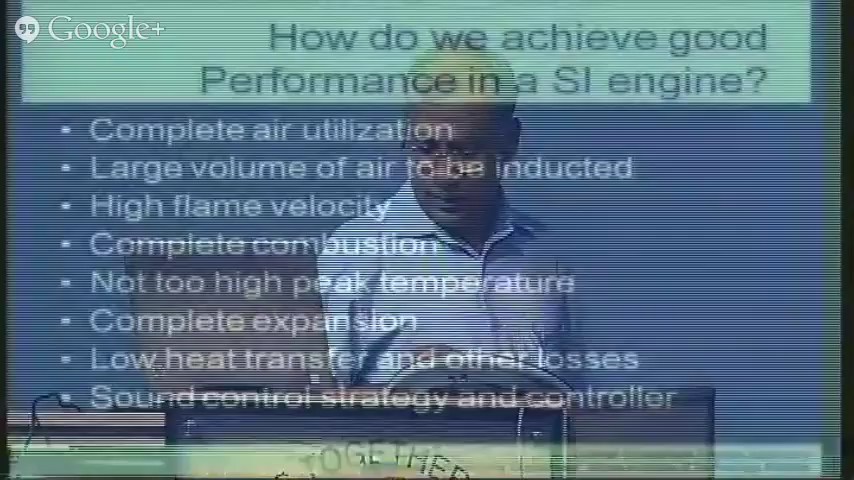 Google+
How do we achieve good
Performance in a SI engine?
• Complete air utilization
• Large volume of air to be inducted
• High flame velocity
• Complete combustion
• Not too high peak temperature
• Complete expansion
• Low heat transfer and other losses
• Sound control strategy and controller
TOGETHER